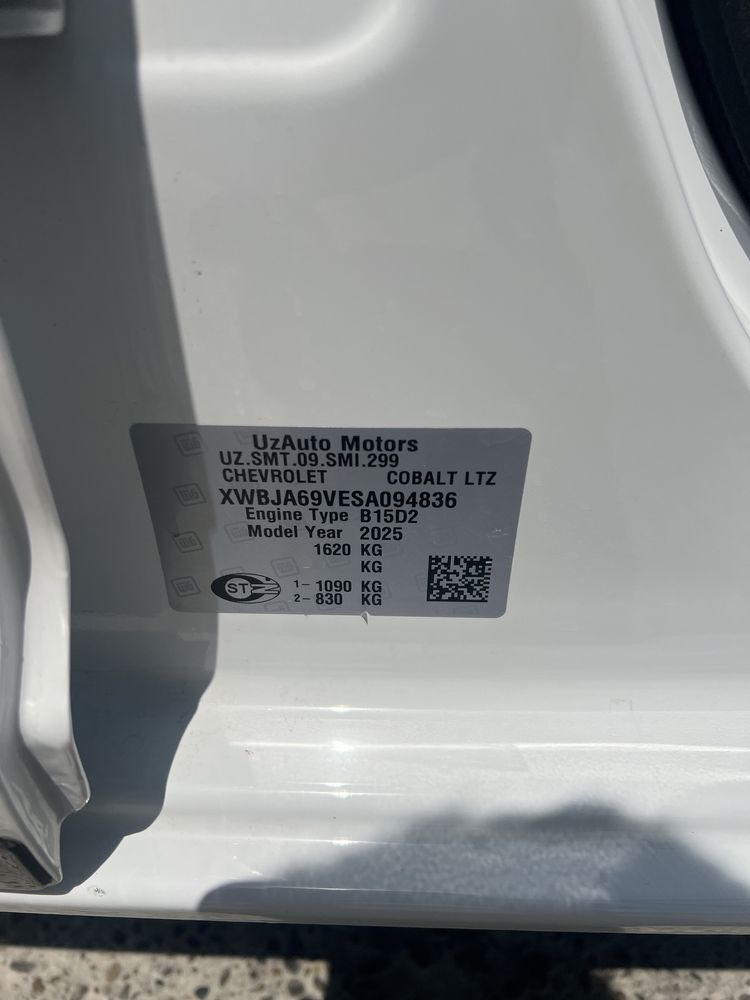 UzAuto Motors
UZ.SMT.09.SMI.299
CHEVROLET COBALT LTZ
XWBJA69VESA094836
Engine Type B15D2
Model Year 2025
1620 KG
KG
1- 1090 KG
2- 830 KG
ST